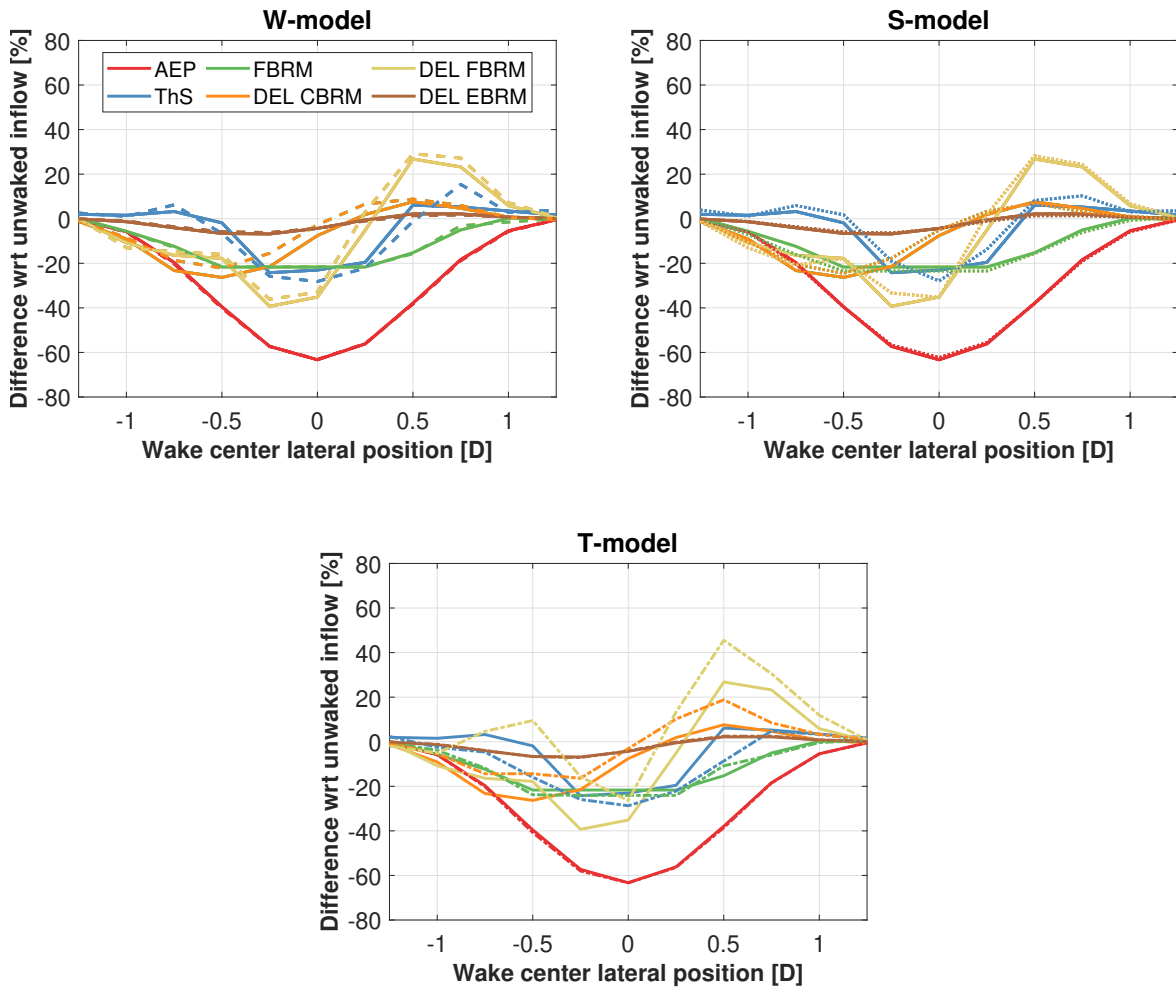 W-model
Difference wrt unwaked inflow [%]
80
60
40
20
0
-20
-40
-60
-80
AEP
FBRM
DEL FBRM
ThS
DEL CBRM
DEL EBRM
-1
-0.5
0
0.5
1
Wake center lateral position [D]
S-model
Difference wrt unwaked inflow [%]
80
60
40
20
0
-20
-40
-60
-80
-1
-0.5
0
0.5
1
Wake center lateral position [D]
T-model
Difference wrt unwaked inflow [%]
80
60
40
20
0
-20
-40
-60
-80
-1
-0.5
0
0.5
1
Wake center lateral position [D]